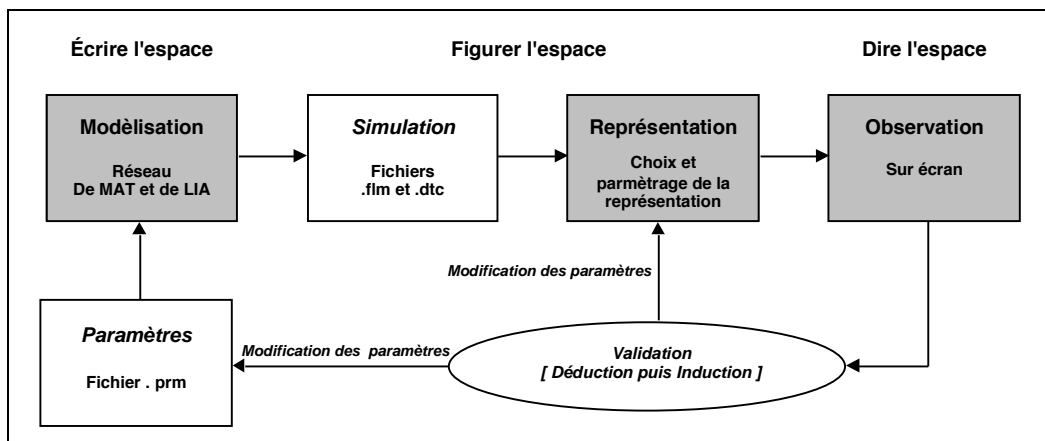 Écrire l'espace
Figurer l'espace
Dire l'espace
Modèlisation
Réseau
De MAT et de LIA
Simulation
Fichiers
.flm et .dtc
Représentation
Choix et
parmètrage de la
représentation
Observation
Sur écran
Modification des paramètres
Paramètres
Fichier . prm
Modification des paramètres
Validation
[ Déduction puis Induction ]